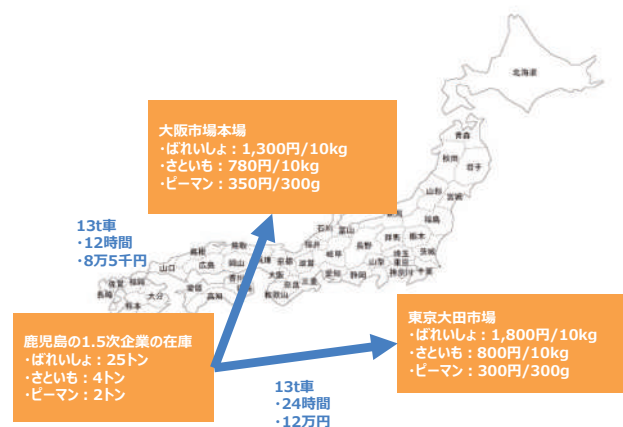 北海道
青森
秋田
岩手
山形
宮城
福島
石川
富山
福井
長野
群馬
栃木
埼玉
茨城
東京
山梨
神奈川
千葉
岐阜
静岡
愛知
滋賀
三重
京都
大阪
奈良
和歌山
鳥取
島根
岡山
広島
山口
香川
愛媛
高知
福岡
佐賀
長崎
大分
熊本
大阪市場本場
・ばれいしょ：1,300円/10kg
・さといも：780円/10kg
・ピーマン：350円/300g
13t車
・12時間
・8万5千円
鹿児島の1.5次企業の在庫
・ばれいしょ：25トン
・さといも：4トン
・ピーマン：2トン
東京大田市場
・ばれいしょ：1,800円/10kg
・さといも：800円/10kg
・ピーマン：300円/300g
13t車
・24時間
・12万円